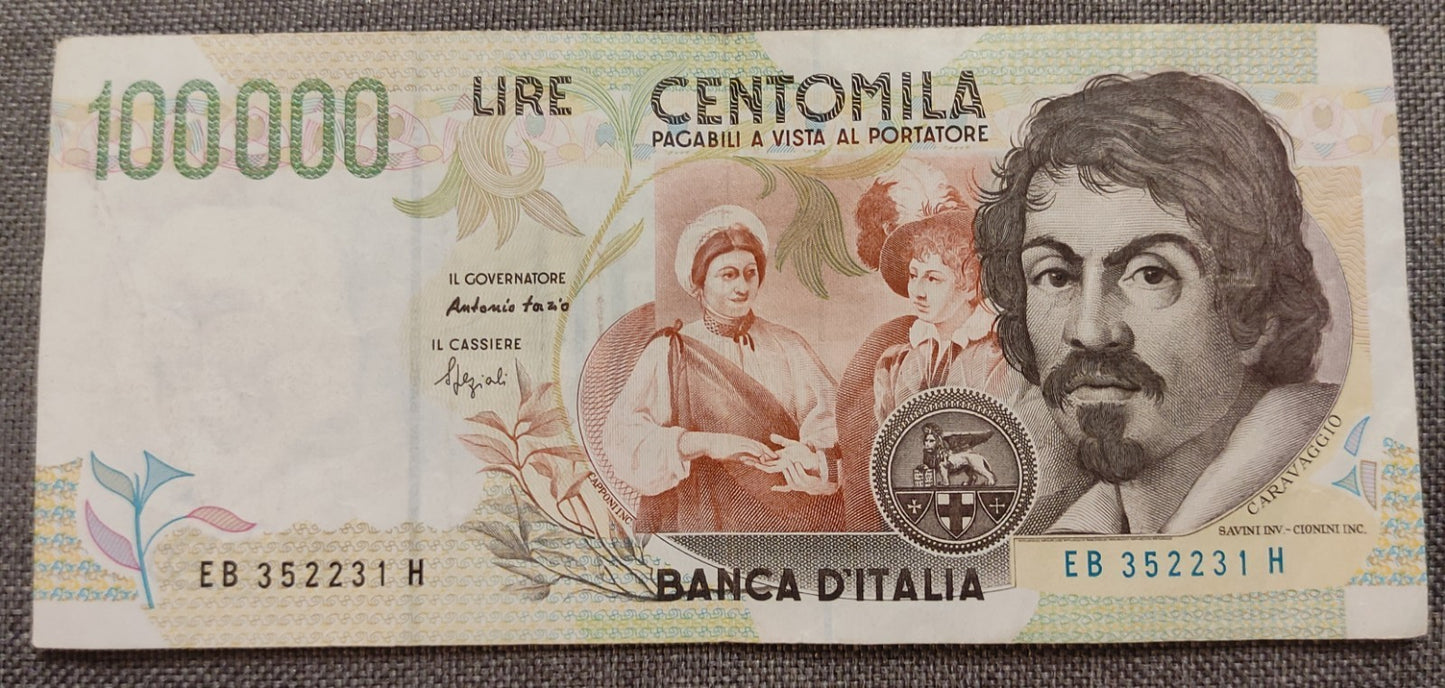 100000
LIRE CENTOMILA
PAGABILI A VISTA AL PORTATORE
IL GOVERNATORE
Antonio Fazio
IL CASSIERE
Speziali
CAPPONI INC.
CARAVAGGIO
SAVINI INV - CIONINI INC.
EB 352231 H
EB 352231 H
BANCA D'ITALIA